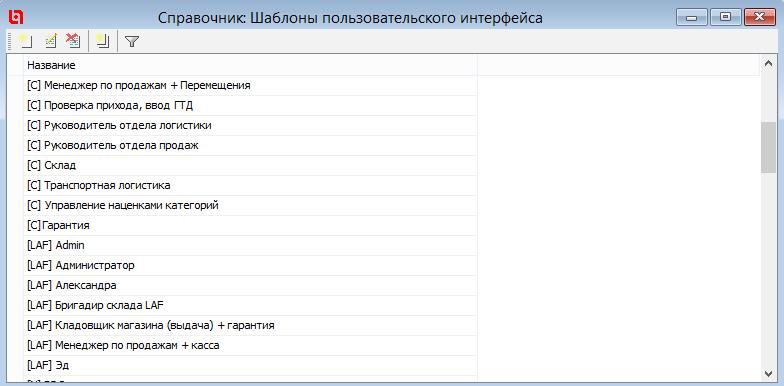 Справочник: Шаблоны пользовательского интерфейса
Название
[C] Менеджер по продажам + Перемещения
[C] Проверка прихода, ввод ГТД
[C] Руководитель отдела логистики
[C] Руководитель отдела продаж
[C] Склад
[C] Транспортная логистика
[C] Управление наценками категорий
[C]Гарантия
[LAF] Admin
[LAF] Администратор
[LAF] Александра
[LAF] Бригадир склада LAF
[LAF] Кладовщик магазина (выдача) + гарантия
[LAF] Менеджер по продажам + касса
[LAF] Эд